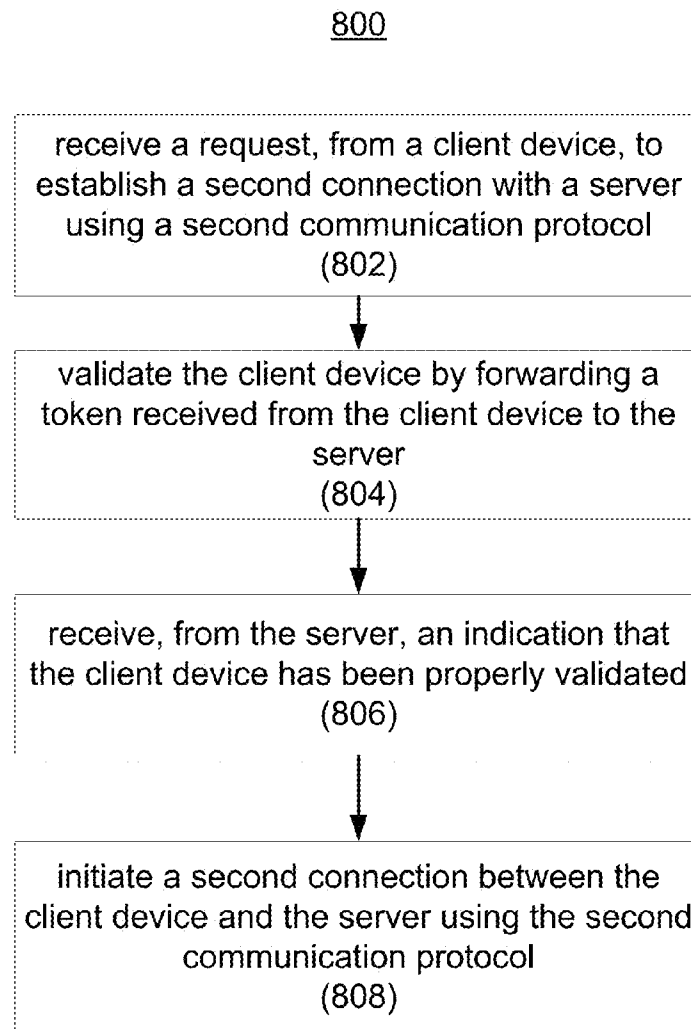 800
receive a request, from a client device, to
establish a second connection with a server
using a second communication protocol
(802)
validate the client device by forwarding a
token received from the client device to the
server
(804)
receive, from the server, an indication that
the client device has been properly validated
(806)
initiate a second connection between the
client device and the server using the second
communication protocol
(808)